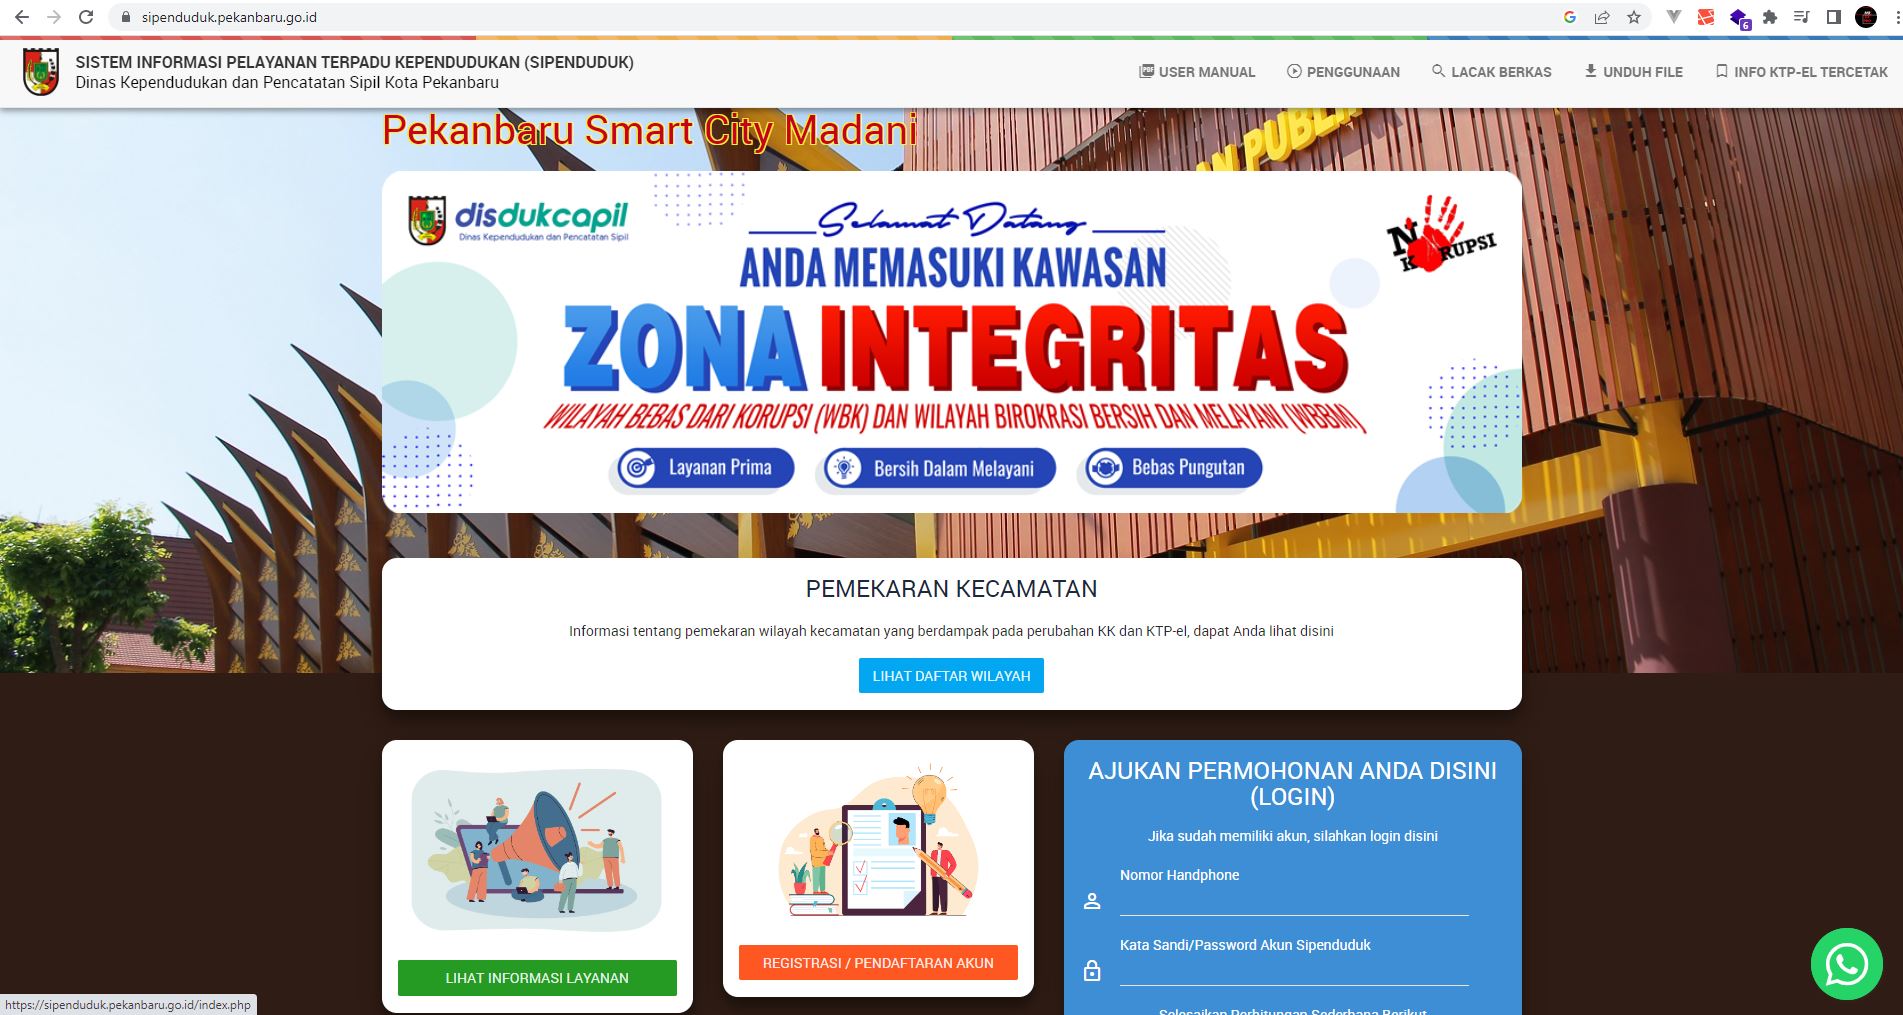 sipenduduk.pekanbaru.go.id
6
SISTEM INFORMASI PELAYANAN TERPADU KEPENDUDUKAN (SIPENDUDUK)
Dinas Kependudukan dan Pencatatan Sipil Kota Pekanbaru
USER MANUAL
PENGGUNAAN
LACAK BERKAS
UNDUH FILE
INFO KTP-EL TERCETAK
Pekanbaru Smart City Madani
disdukcapil
Dinas Kependudukan dan Pencatatan Sipil
Selamat Datang
ANDA MEMASUKI KAWASAN
ZONA INTEGRITAS
WILAYAH BEBAS DARI KORUPSI (WBK) DAN WILAYAH BIROKRASI BERSIH DAN MELAYANI (WBBM)
Layanan Prima
Bersih Dalam Melayani
Bebas Pungutan
PEMEKARAN KECAMATAN
Informasi tentang pemekaran wilayah kecamatan yang berdampak pada perubahan KK dan KTP-el, dapat Anda lihat disini
LIHAT DAFTAR WILAYAH
LIHAT INFORMASI LAYANAN
REGISTRASI / PENDAFTARAN AKUN
AJUKAN PERMOHONAN ANDA DISINI
(LOGIN)
Jika sudah memiliki akun, silahkan login disini
Nomor Handphone
Kata Sandi/Password Akun Sipenduduk
Selesaikan Perhitungan Sederhana Berikut
https://sipenduduk.pekanbaru.go.id/index.php